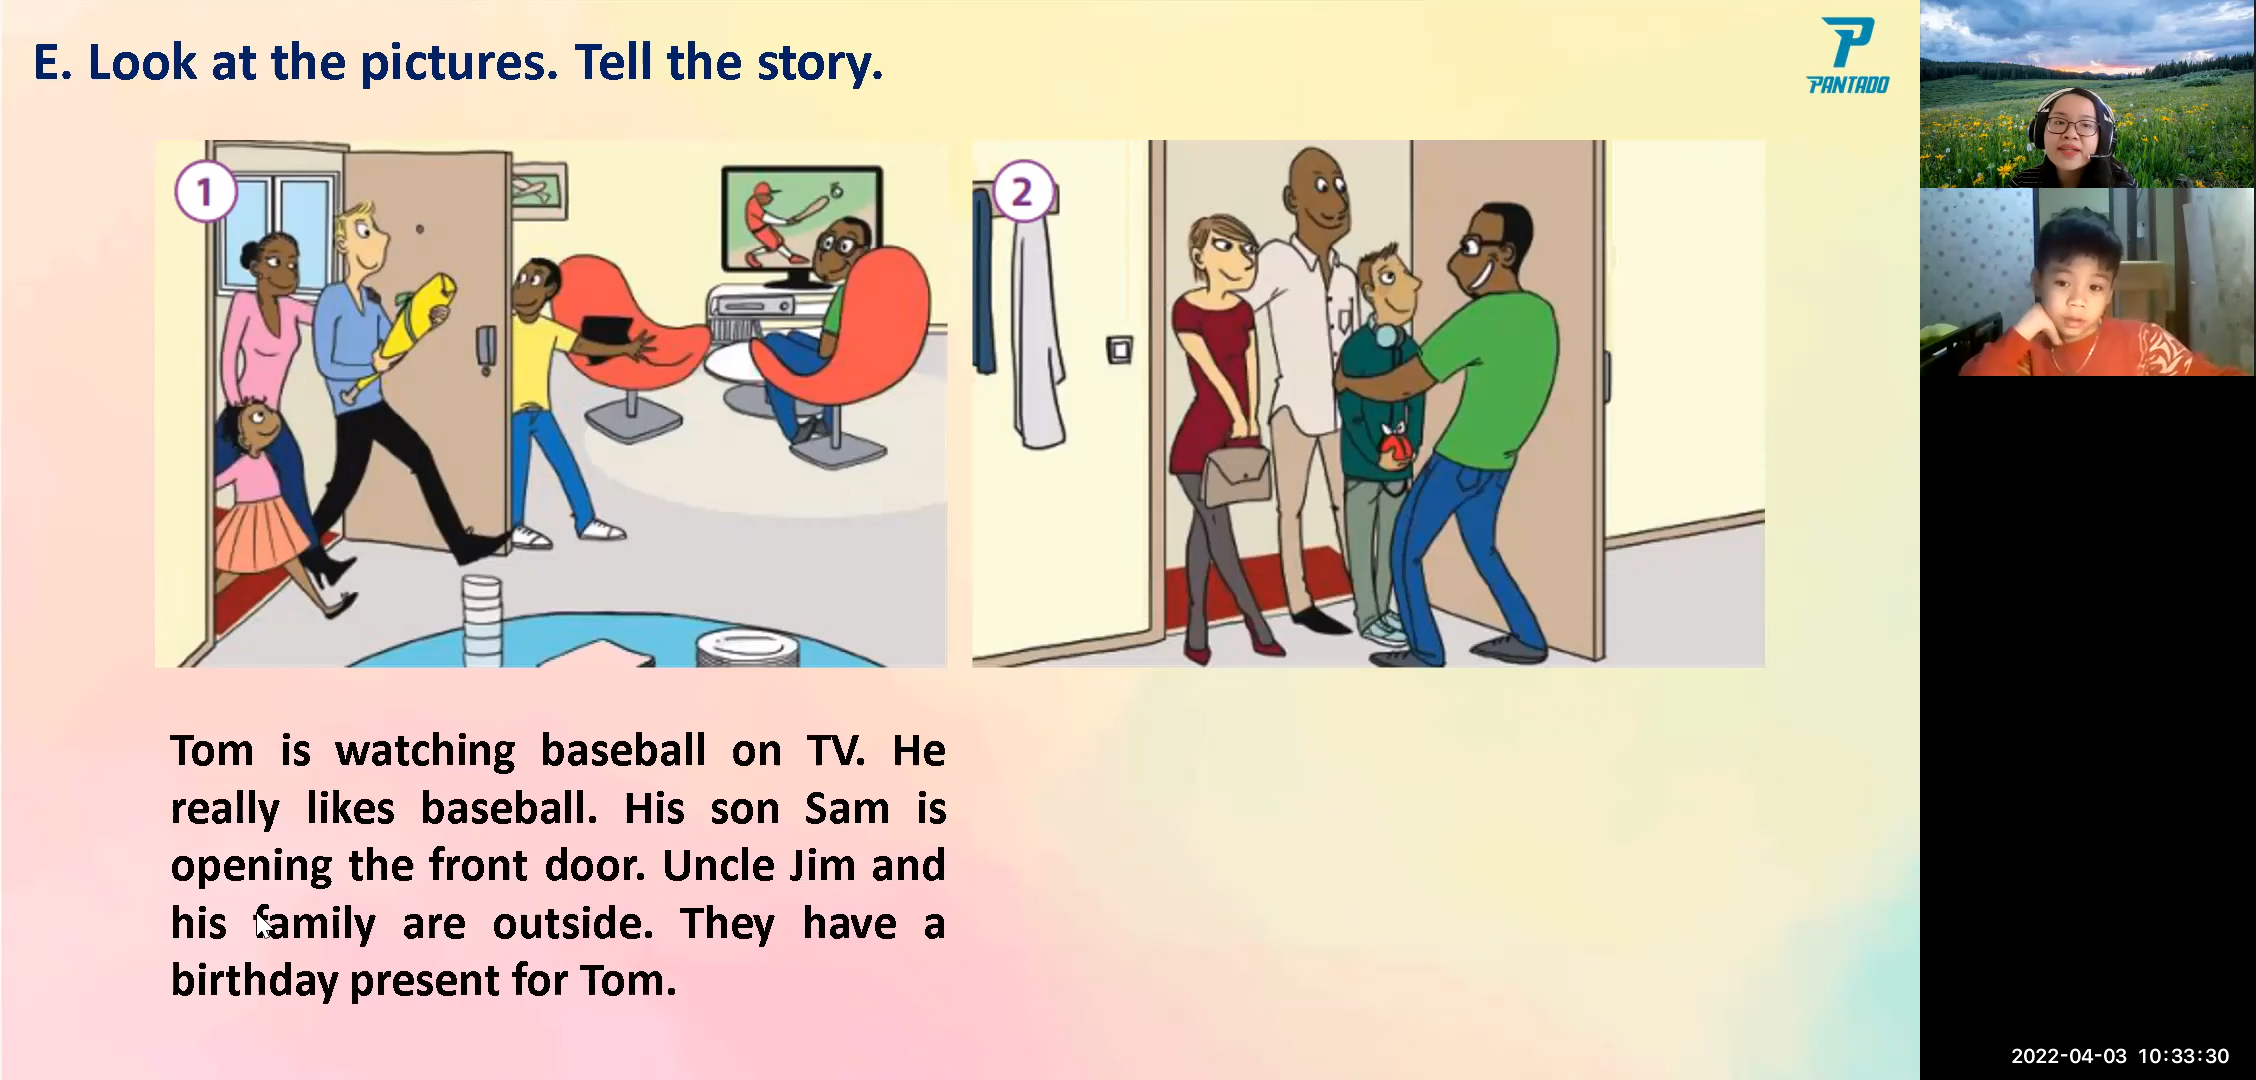 E. Look at the pictures. Tell the story.
PANTADO
1
2
Tom is watching baseball on TV. He
really likes baseball. His son Sam is
opening the front door. Uncle Jim and
his family are outside. They have a
birthday present for Tom.
2022-04-03 10:33:30